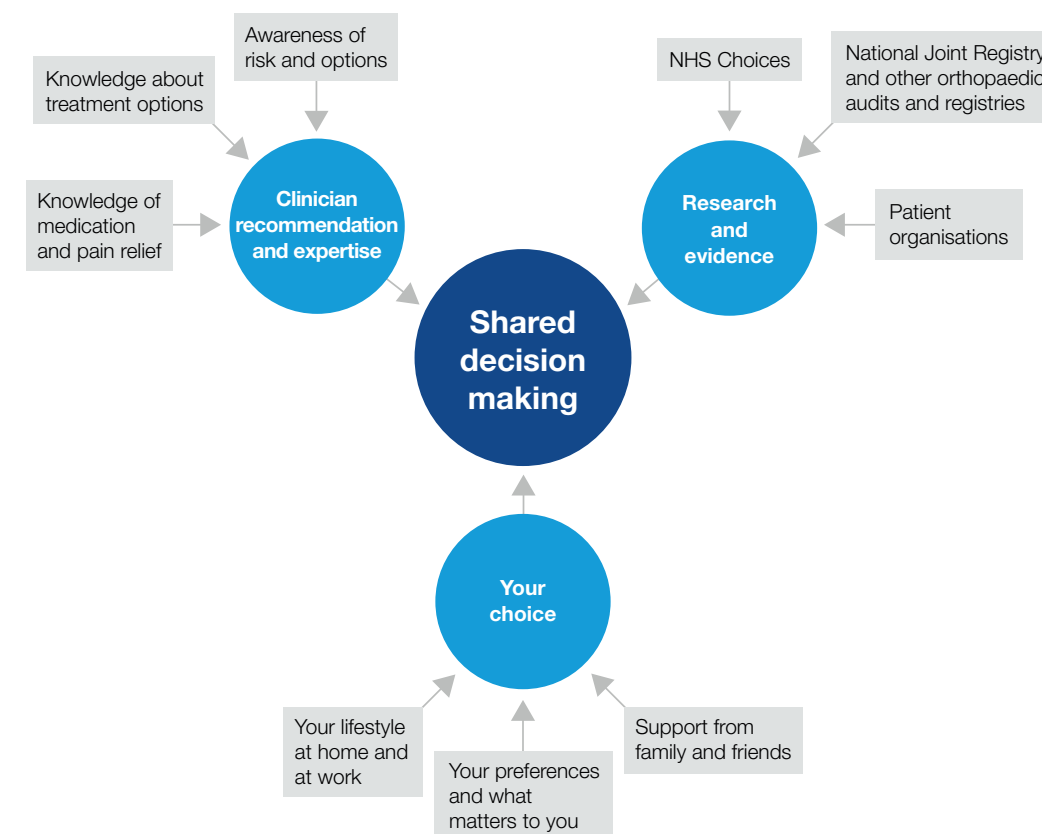 Awareness of
risk and options
Knowledge about
treatment options
Knowledge of
medication
and pain relief
Clinician
recommendation
and expertise
NHS Choices
National Joint Registry
and other orthopaedic
audits and registries
Patient
organisations
Research
and
evidence
Shared
decision
making
Your
choice
Your lifestyle
at home and
at work
Your preferences
and what
matters to you
Support from
family and friends